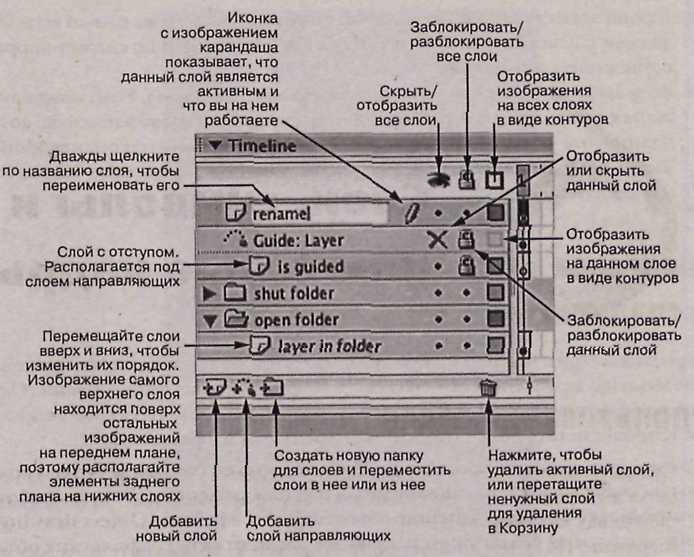 Иконка
с изображением
карандаша
показывает, что
данный слой является
активным и
что вы на нем
работаете
Заблокировать/
разблокировать
все слои
Скрыть/
отобразить
все слои
Отобразить
изображения
на всех слоях
в виде контуров
Дважды щелкните
по названию слоя, чтобы
переименовать его
Timeline
Отобразить
или скрыть
данный слой
rename
Guide: Layer
Отобразить
изображения
на данном слое
в виде контуров
Слой с отступом.
Располагается под
слоем направляющих
is guided
shut folder
open folder
layer in folder
Заблокировать/
разблокировать
данный слой
Перемещайте слои
вверх и вниз, чтобы
изменить их порядок.
Изображение самого
верхнего слоя
находится поверх
остальных
изображений
на переднем плане,
поэтому располагайте
элементы заднего
плана на нижних слоях
Создать новую папку
для слоев и переместить
слои в нее или из нее
Нажмите, чтобы
удалить активный слой,
или перетащите
ненужный слой
для удаления
в Корзину
Добавить
новый слой
Добавить
слой направляющих